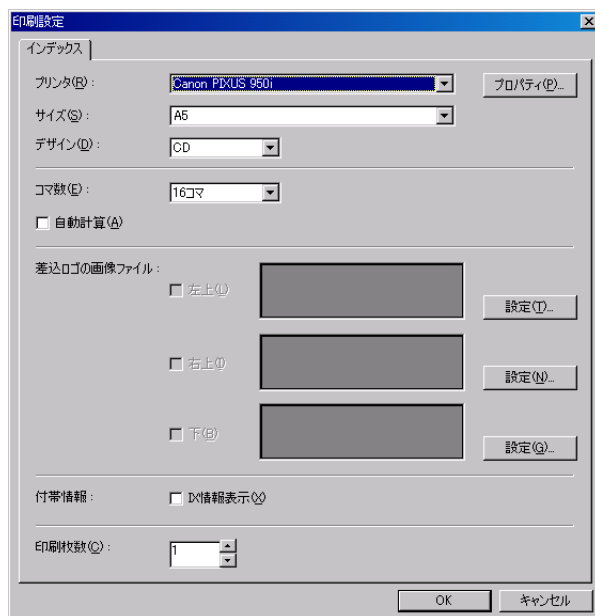 印刷設定
インデックス
プリンタ(R): Canon PIXUS 950i プロパティ(P)...
サイズ(S): A5
デザイン(D): CD
コマ数(E): 16コマ
自動計算(A)
差込ロゴの画像ファイル:
左上(L)
設定(T)...
右上(I)
設定(N)...
下(B)
設定(G)...
付帯情報: IX情報表示(X)
印刷枚数(C): 1
OK キャンセル